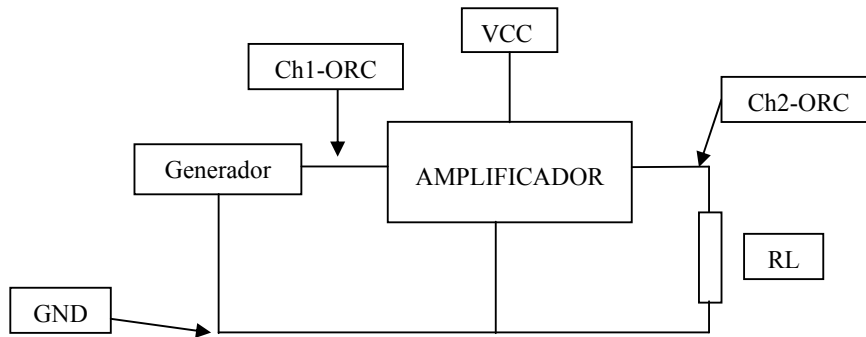 VCC
Ch1-ORC
Ch2-ORC
Generador
AMPLIFICADOR
RL
GND